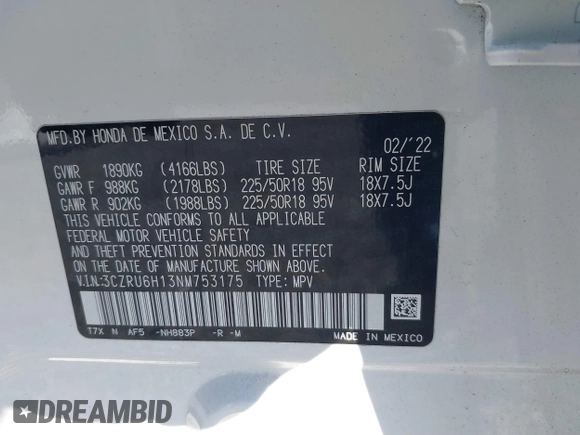 MFD.BY HONDA DE MEXICO S.A. DE C.V.
02/'22
GVWR 1890KG (4166LBS) TIRE SIZE RIM SIZE
GAWR F 988KG (2178LBS) 225/50R18 95V 18X7.5J
GAWR R 902KG (1988LBS) 225/50R18 95V 18X7.5J
THIS VEHICLE CONFORMS TO ALL APPLICABLE
FEDERAL MOTOR VEHICLE SAFETY
AND THEFT PREVENTION STANDARDS IN EFFECT
ON THE DATE OF MANUFACTURE SHOWN ABOVE.
V.I.N:3CZRU6H13NM753175 TYPE: MPV
T7X N AF5 -NH883P -R -M
MADE IN MEXICO
DREAMBID